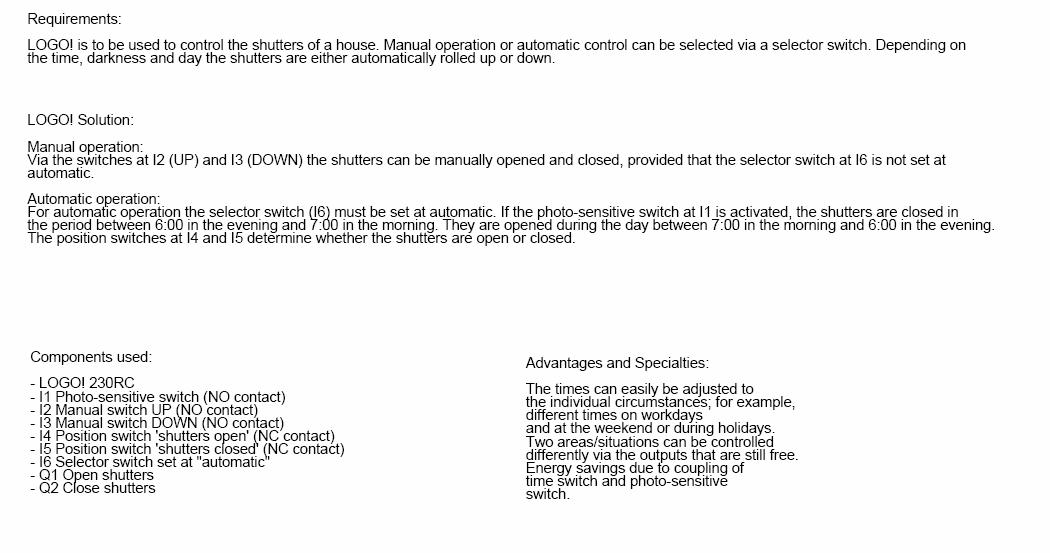 Requirements:
LOGO! is to be used to control the shutters of a house. Manual operation or automatic control can be selected via a selector switch. Depending on
the time, darkness and day the shutters are either automatically rolled up or down.
LOGO! Solution:
Manual operation:
Via the switches at I2 (UP) and I3 (DOWN) the shutters can be manually opened and closed, provided that the selector switch at I6 is not set at
automatic.
Automatic operation:
For automatic operation the selector switch (I6) must be set at automatic. If the photo-sensitive switch at I1 is activated, the shutters are closed in
the period between 6:00 in the evening and 7:00 in the morning. They are opened during the day between 7:00 in the morning and 6:00 in the evening.
The position switches at I4 and I5 determine whether the shutters are open or closed.
Components used:
- LOGO! 230RC
- I1 Photo-sensitive switch (NO contact)
- I2 Manual switch UP (NO contact)
- I3 Manual switch DOWN (NO contact)
- I4 Position switch 'shutters open' (NC contact)
- I5 Position switch 'shutters closed' (NC contact)
- I6 Selector switch set at "automatic"
- Q1 Open shutters
- Q2 Close shutters
Advantages and Specialties:
The times can easily be adjusted to
the individual circumstances; for example,
different times on workdays
and at the weekend or during holidays.
Two areas/situations can be controlled
differently via the outputs that are still free.
Energy savings due to coupling of
time switch and photo-sensitive
switch.